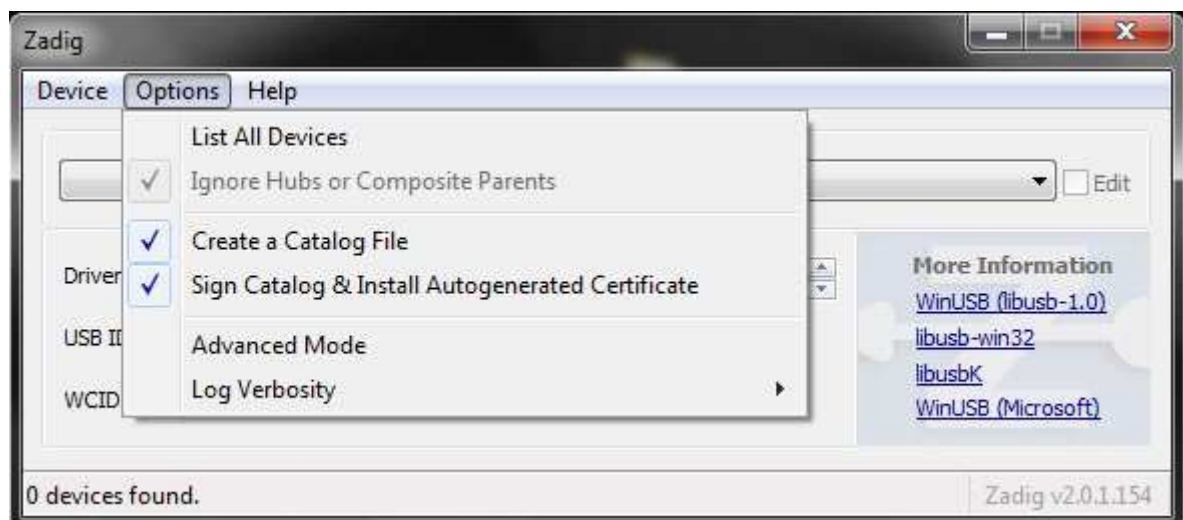 Zadig
Device Options Help
List All Devices
Ignore Hubs or Composite Parents
Edit
Create a Catalog File
Sign Catalog & Install Autogenerated Certificate
Advanced Mode
Log Verbosity
Driver
USB ID
WCID
More Information
WinUSB (libusb-1.0)
libusb-win32
libusbK
WinUSB (Microsoft)
0 devices found.
Zadig v2.0.1.154